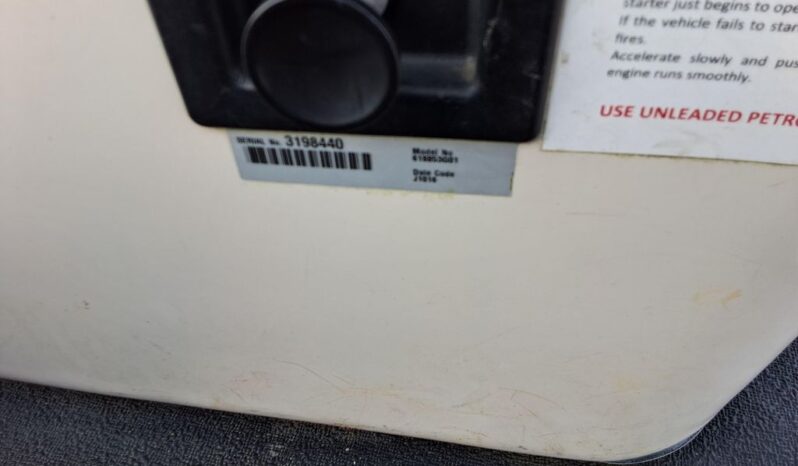 starter just begins to ope
If the vehicle fails to star
fires.
Accelerate slowly and pus
engine runs smoothly.
USE UNLEADED PETR
SERIAL No. 3198440
Model No
Date Code
J1016